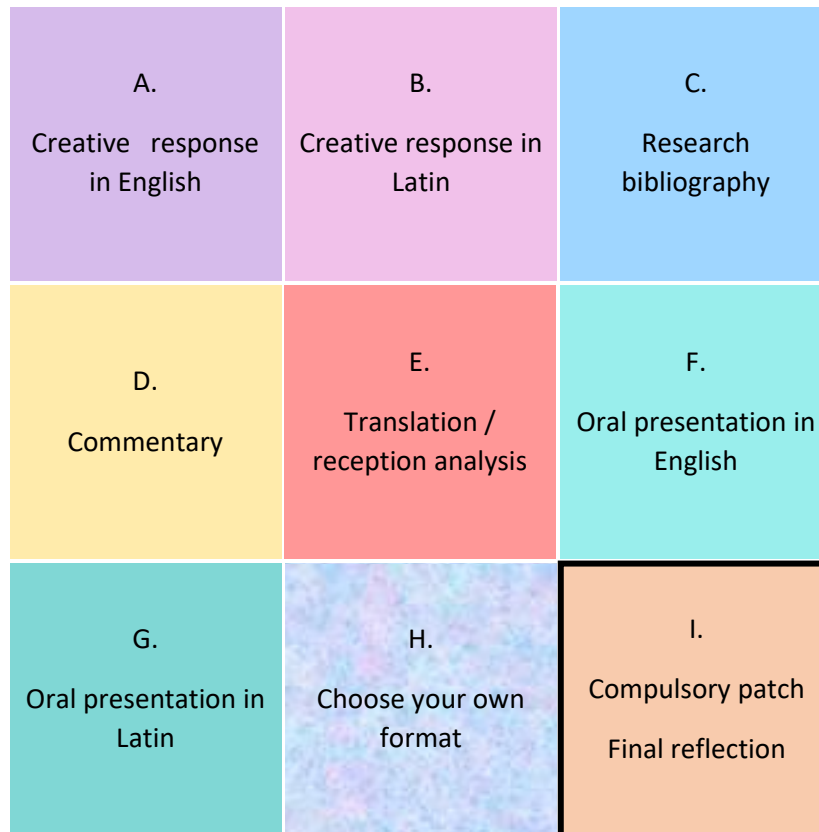 A.
Creative response
in English
B.
Creative response in
Latin
C.
Research
bibliography
D.
Commentary
E.
Translation /
reception analysis
F.
Oral presentation in
English
G.
Oral presentation in
Latin
H.
Choose your own
format
I.
Compulsory patch
Final reflection